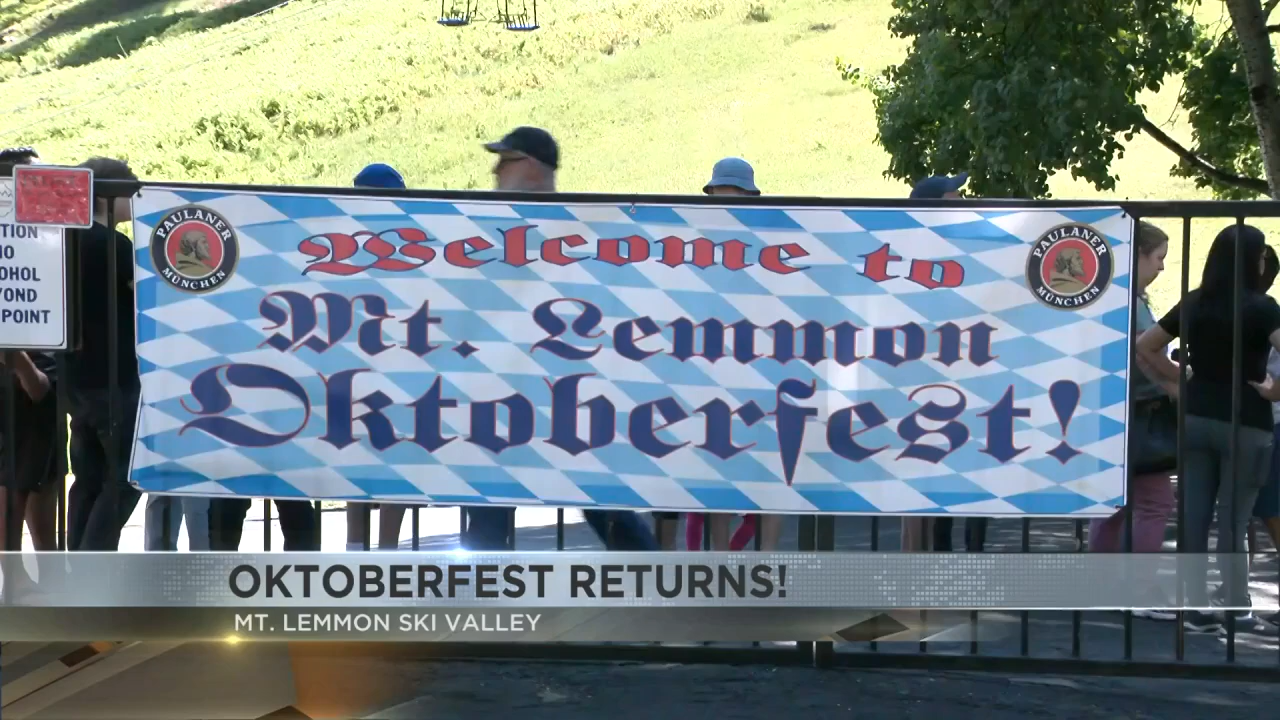 TION
NO
OHOL
YOND
POINT
PAULANER
MÜNCHEN
Welcome to
Mt. Lemmon
Oktoberfest!
PAULANER
MÜNCHEN
OKTOBERFEST RETURNS!
MT. LEMMON SKI VALLEY